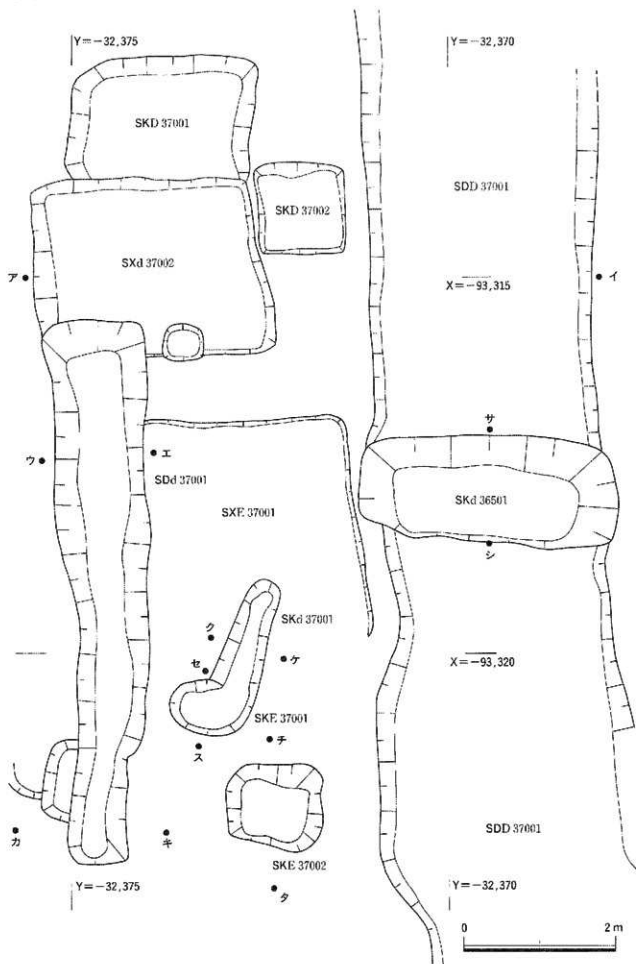 Y=−32,375
Y=−32,370
SKD 37001
SDD 37001
SKD 37002
SXd 37002
ア
X=−93,315
イ
サ
ウ
エ
SDd 37001
SKd 36501
SXE 37001
シ
SKd 37001
ク
セ
ケ
X=−93,320
SKE 37001
チ
ス
カ
キ
SDD 37001
SKE 37002
Y=−32,375
タ
Y=−32,370
0
2 m